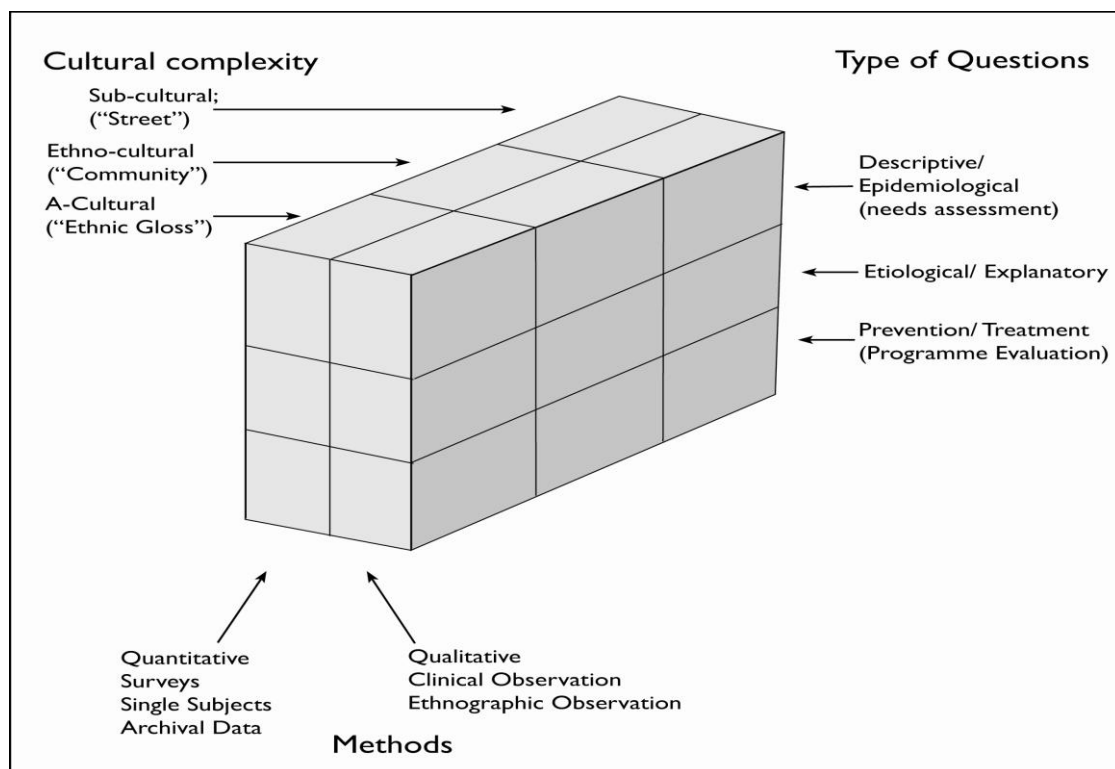 Cultural complexity
Sub-cultural;
(“Street”)
Ethno-cultural
(“Community”)
A-Cultural
(“Ethnic Gloss”)
Type of Questions
Descriptive/
Epidemiological
(needs assessment)
Etiological/ Explanatory
Prevention/ Treatment
(Programme Evaluation)
Quantitative
Surveys
Single Subjects
Archival Data
Qualitative
Clinical Observation
Ethnographic Observation
Methods